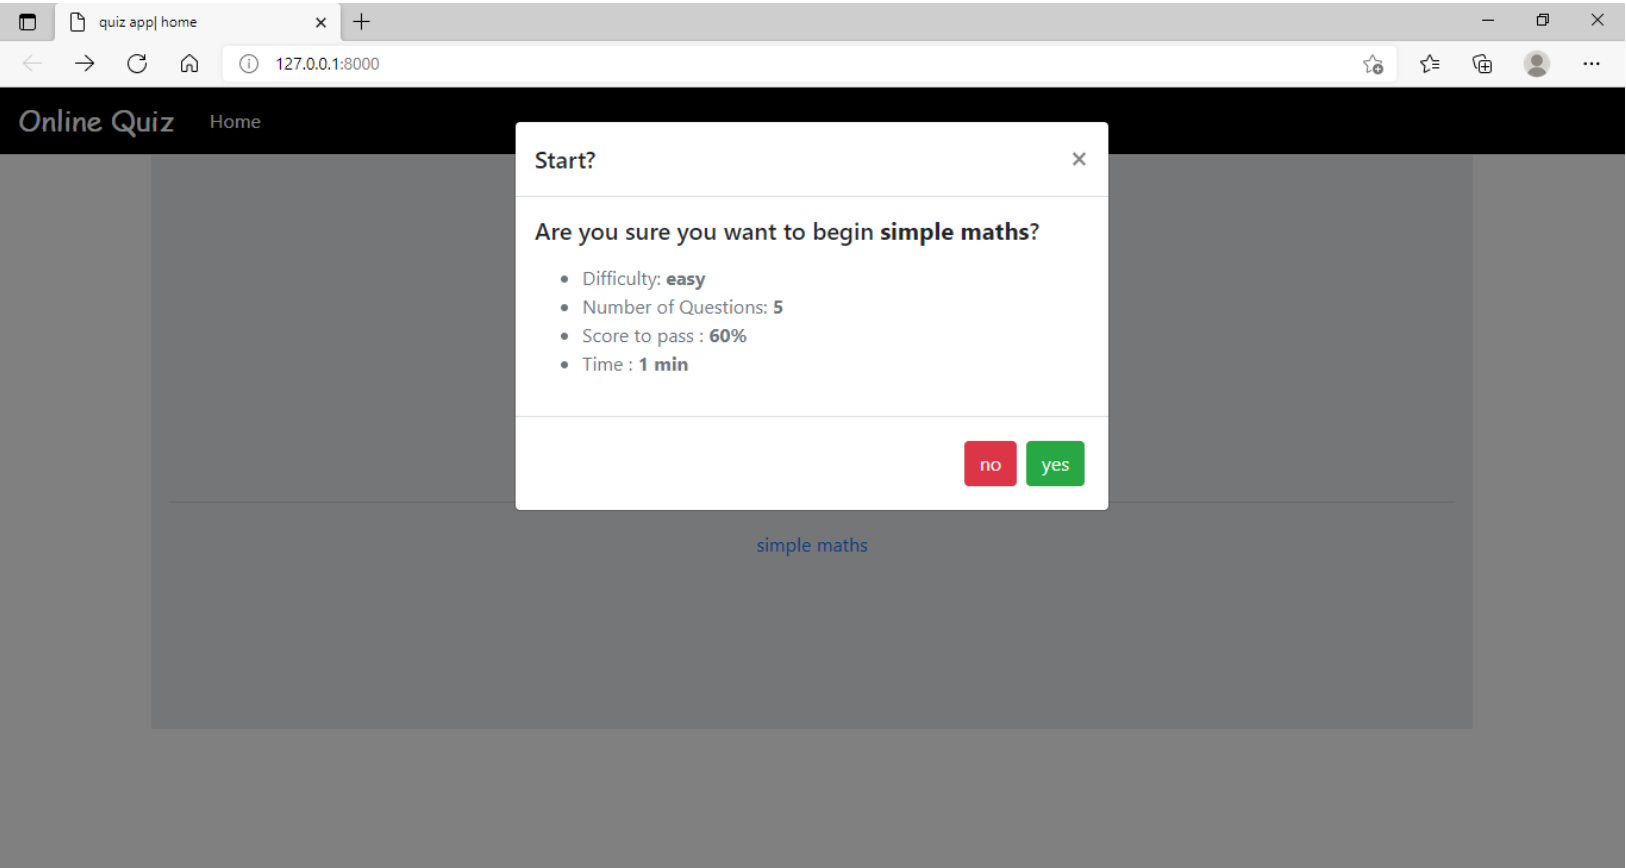 quiz app| home
127.0.0.1:8000
Online Quiz Home
Start?
Are you sure you want to begin simple maths?
Difficulty: easy
Number of Questions: 5
Score to pass : 60%
Time : 1 min
no yes
simple maths